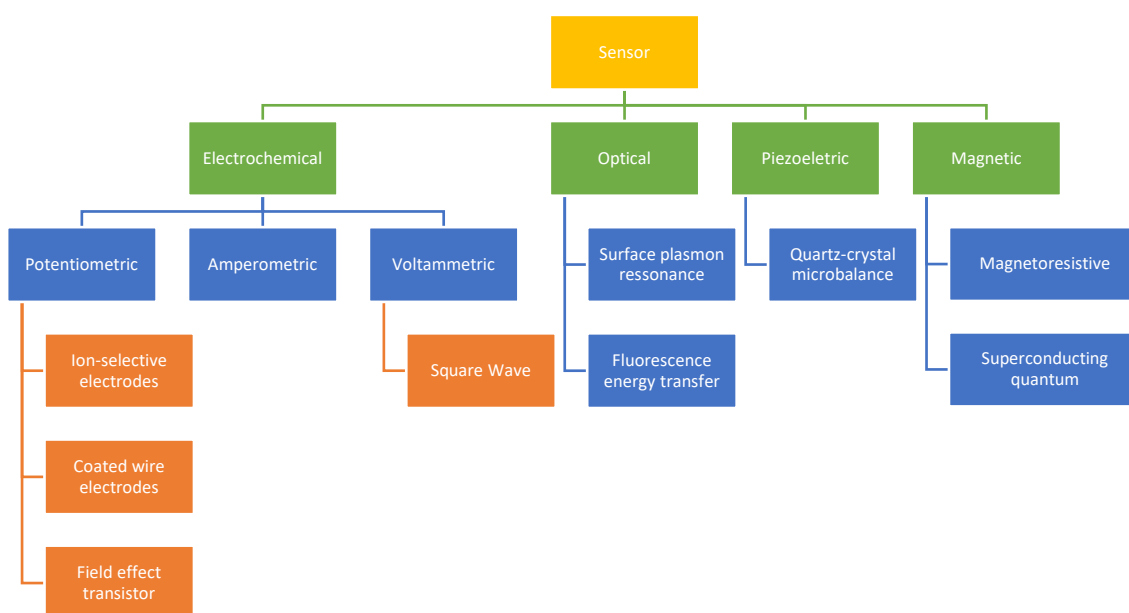 Sensor
Electrochemical
Optical
Piezoeletric
Magnetic
Potentiometric
Amperometric
Voltammetric
Surface plasmon
ressonance
Quartz-crystal
microbalance
Magnetoresistive
Ion-selective
electrodes
Square Wave
Fluorescence
energy transfer
Superconducting
quantum
Coated wire
electrodes
Field effect
transistor